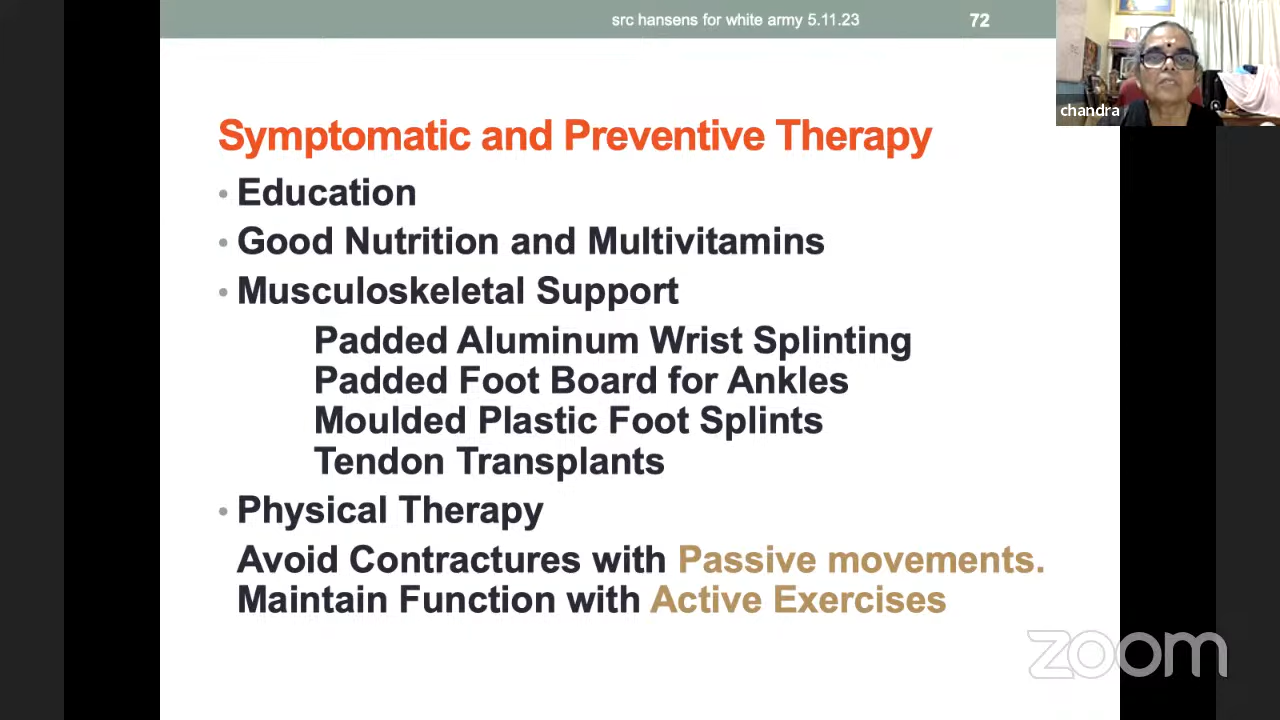 src hansens for white army 5.11.23
72
chandra
Symptomatic and Preventive Therapy
• Education
• Good Nutrition and Multivitamins
• Musculoskeletal Support
Padded Aluminum Wrist Splinting
Padded Foot Board for Ankles
Moulded Plastic Foot Splints
Tendon Transplants
• Physical Therapy
Avoid Contractures with Passive movements.
Maintain Function with Active Exercises
zoom